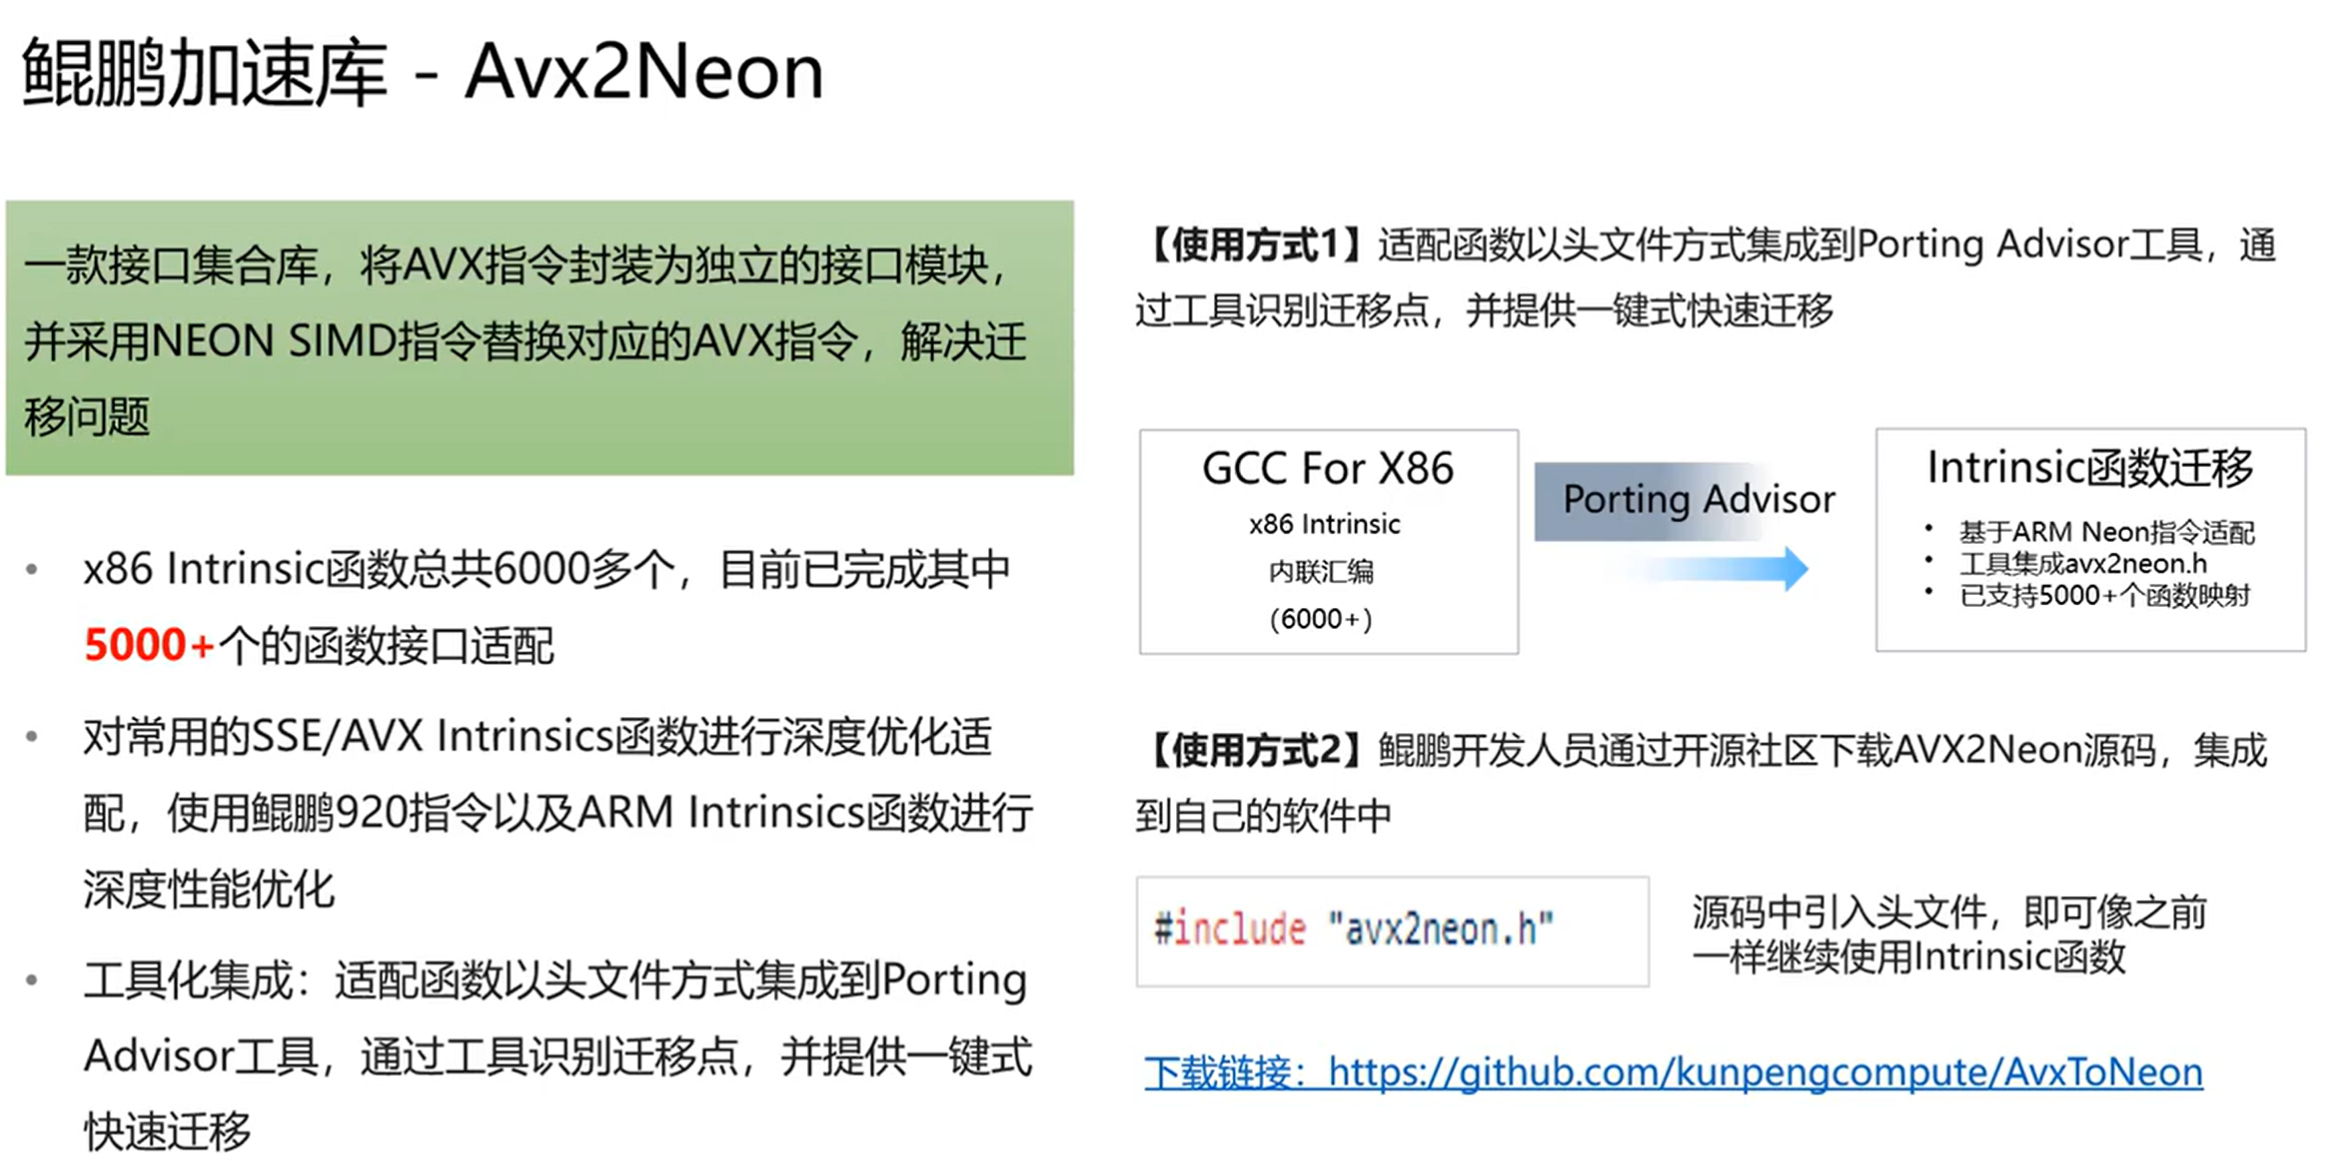 鲲鹏加速库 - Avx2Neon
一款接口集合库，将AVX指令封装为独立的接口模块，
并采用NEON SIMD指令替换对应的AVX指令，解决迁
移问题
• x86 Intrinsic函数总共6000多个，目前已完成其中
5000+个的函数接口适配
• 对常用的SSE/AVX Intrinsics函数进行深度优化适
配，使用鲲鹏920指令以及ARM Intrinsics函数进行
深度性能优化
• 工具化集成：适配函数以头文件方式集成到Porting
Advisor工具，通过工具识别迁移点，并提供一键式
快速迁移
【使用方式1】适配函数以头文件方式集成到Porting Advisor工具，通
过工具识别迁移点，并提供一键式快速迁移
GCC For X86
x86 Intrinsic
内联汇编
(6000+)
Porting Advisor
Intrinsic函数迁移
• 基于ARM Neon指令适配
• 工具集成avx2neon.h
• 已支持5000+个函数映射
【使用方式2】鲲鹏开发人员通过开源社区下载AVX2Neon源码，集成
到自己的软件中
#include "avx2neon.h"
源码中引入头文件，即可像之前
一样继续使用Intrinsic函数
下载链接：https://github.com/kunpengcompute/AvxToNeon